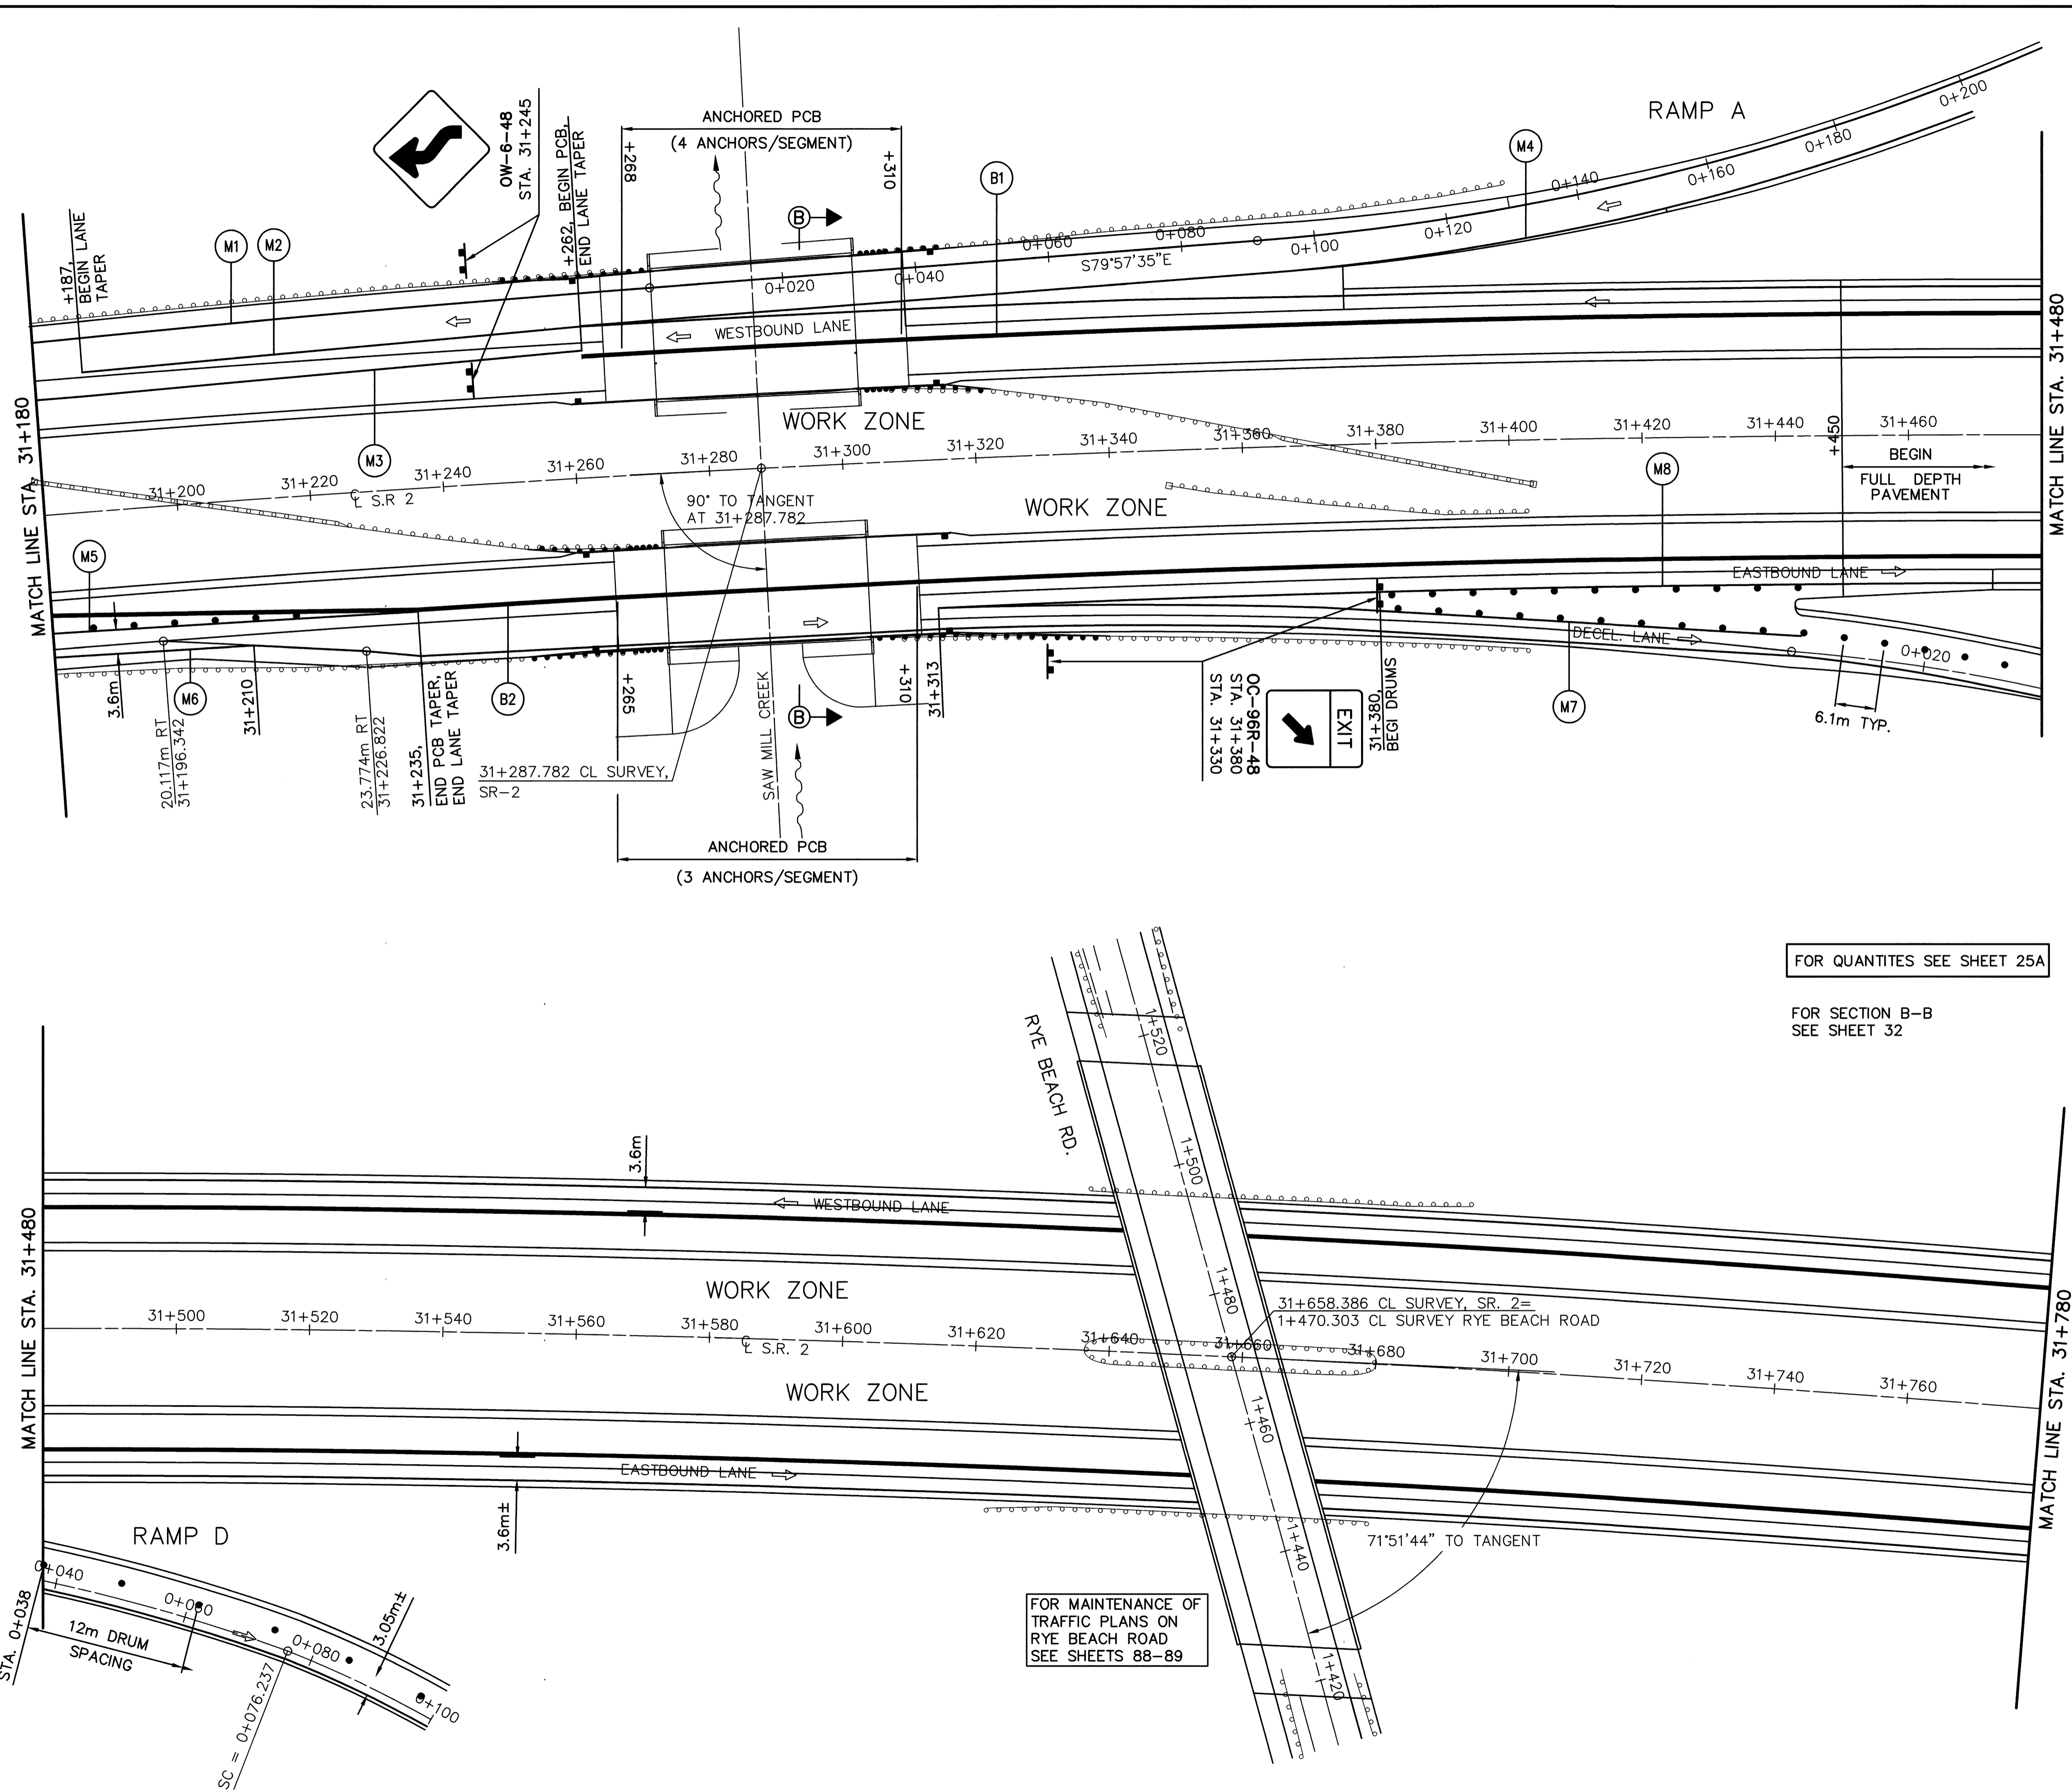 RAMP A
0+200
0+180
0+160
0+140
0+120
0+100
0+080
0+060
0+040
0+020
S79°57'35"E
M4
B1
ANCHORED PCB
(4 ANCHORS/SEGMENT)
+268
+310
B
OW-6-48
STA. 31+245
+262, BEGIN PCB,
END LANE TAPER
+187,
BEGIN LANE
TAPER
M1
M2
M3
WESTBOUND LANE
WORK ZONE
MATCH LINE STA. 31+180
MATCH LINE STA. 31+480
31+200
31+220
31+240
31+260
31+280
31+300
31+320
31+340
31+360
31+380
31+400
31+420
31+440
31+460
℄ S.R 2
90° TO TANGENT
AT 31+287.782
WORK ZONE
M8
+450
BEGIN
FULL DEPTH
PAVEMENT
M5
EASTBOUND LANE
DECEL. LANE
0+020
6.1m TYP.
M7
3.6m
M6
20.117m RT
31+196.342
31+210
23.774m RT
31+226.822
31+235,
END PCB TAPER,
END LANE TAPER
B2
31+287.782 CL SURVEY,
SR-2
+265
SAW MILL CREEK
B
+310
31+313
OC-96R-48
STA. 31+380
STA. 31+330
EXIT
31+380,
BEGI DRUMS
ANCHORED PCB
(3 ANCHORS/SEGMENT)
FOR QUANTITES SEE SHEET 25A
FOR SECTION B-B
SEE SHEET 32
RYE BEACH RD.
1+520
1+500
1+480
1+460
1+440
1+420
MATCH LINE STA. 31+480
MATCH LINE STA. 31+780
3.6m
WESTBOUND LANE
WORK ZONE
31+500
31+520
31+540
31+560
31+580
31+600
31+620
31+640
31+660
31+680
31+700
31+720
31+740
31+760
℄ S.R. 2
31+658.386 CL SURVEY, SR. 2=
1+470.303 CL SURVEY RYE BEACH ROAD
WORK ZONE
EASTBOUND LANE
3.6m±
71°51'44" TO TANGENT
RAMP D
0+040
0+060
0+080
0+100
STA. 0+038
12m DRUM
SPACING
3.05m±
SC = 0+076.237
FOR MAINTENANCE OF
TRAFFIC PLANS ON
RYE BEACH ROAD
SEE SHEETS 88-89